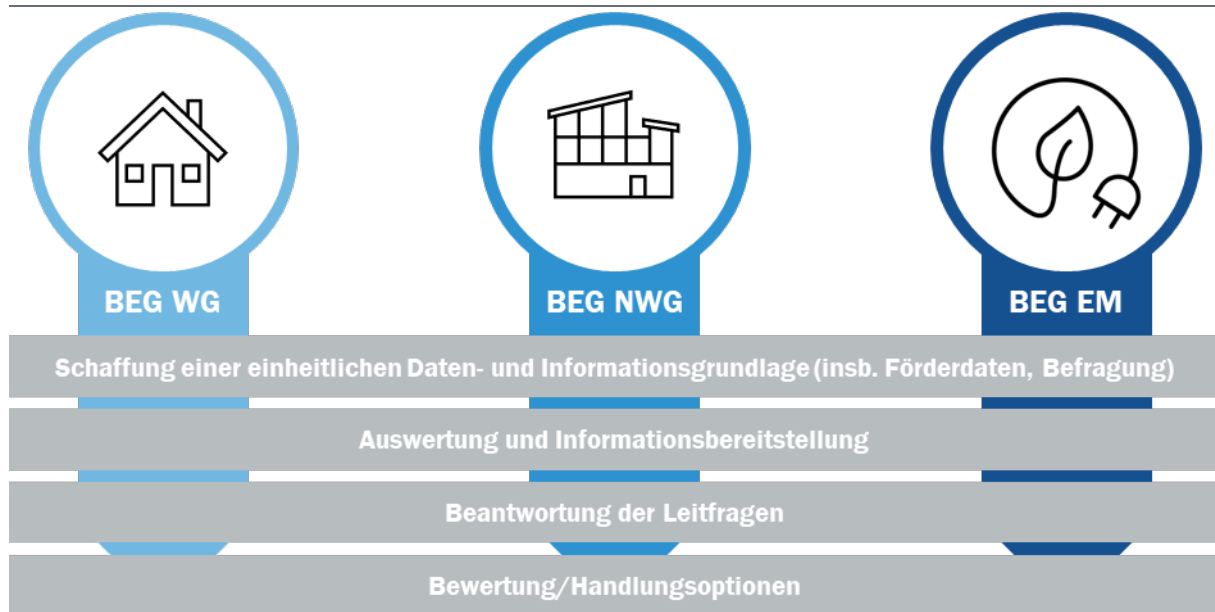 BEG WG
BEG NWG
BEG EM
Schaffung einer einheitlichen Daten- und Informationsgrundlage (insb. Förderdaten, Befragung)
Auswertung und Informationsbereitstellung
Beantwortung der Leitfragen
Bewertung/Handlungsoptionen